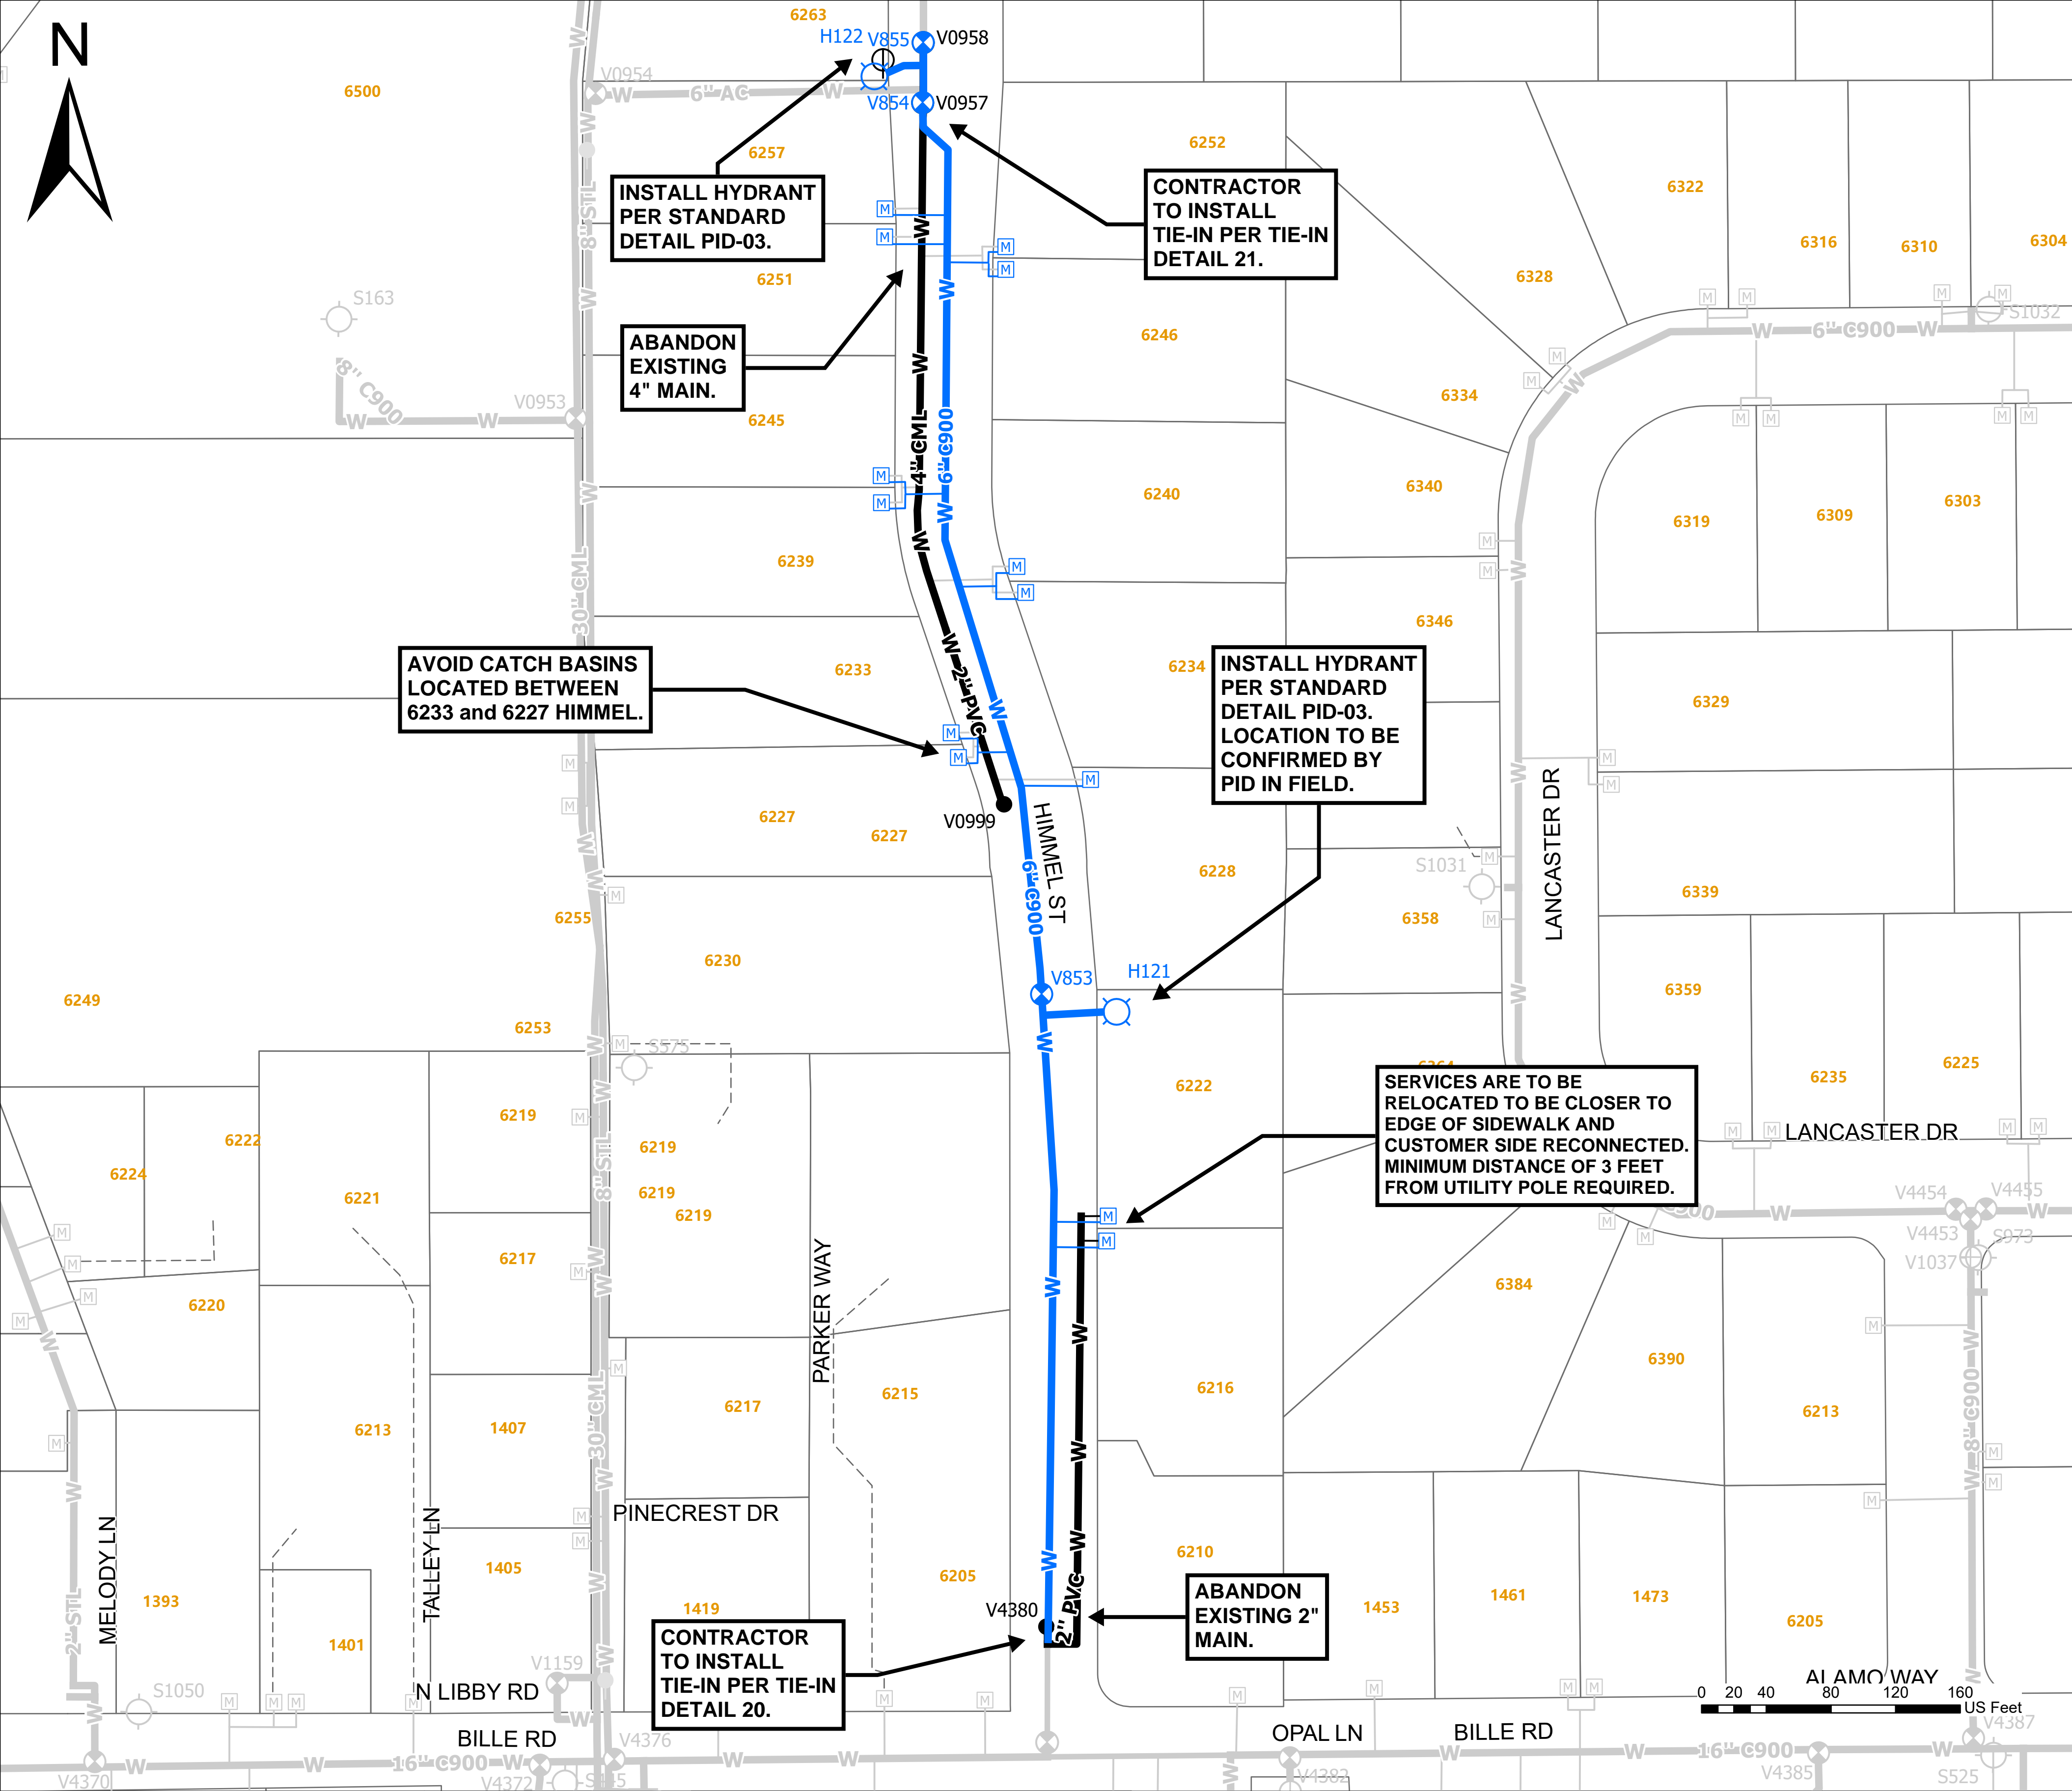 N
6263
H122
V855
V0958
6500
V0954
W
6" AC
W
V854
V0957
W
W
6257
6252
INSTALL HYDRANT
PER STANDARD
DETAIL PID-03.
CONTRACTOR
TO INSTALL
TIE-IN PER TIE-IN
DETAIL 21.
6322
6316
6310
6304
6328
8" STL
W
M
M
M
M
W
W
6251
S163
8" C900
W
W
V0953
ABANDON
EXISTING
4" MAIN.
6245
W
4" CML
6" C900
W
6246
6334
M
M
M
M
W
6" C900
W
S1032
M
M
W
M
M
M
M
6240
6340
6319
6309
6303
M
M
W
W
30" CML
6239
M
M
M
M
W
6346
AVOID CATCH BASINS
LOCATED BETWEEN
6233 and 6227 HIMMEL.
6233
W
2" PVC
W
6234
INSTALL HYDRANT
PER STANDARD
DETAIL PID-03.
LOCATION TO BE
CONFIRMED BY
PID IN FIELD.
6329
M
M
M
M
M
W
M
M
V0999
HIMMEL ST
LANCASTER DR
6227
6227
M
M
W
W
6" C900
6228
S1031
M
M
6339
6255
6230
6358
6249
6253
V853
H121
W
W
6359
M
S575
W
6222
6235
6225
SERVICES ARE TO BE
RELOCATED TO BE CLOSER TO
EDGE OF SIDEWALK AND
CUSTOMER SIDE RECONNECTED.
MINIMUM DISTANCE OF 3 FEET
FROM UTILITY POLE REQUIRED.
LANCASTER DR
M
M
M
M
6219
6222
6224
6221
M
W
8" STL
6219
6219
6219
M
M
M
M
W
V4454
V4455
W
V4453
S973
V1037
M
M
M
M
W
6217
M
W
W
PARKER WAY
W
W
6220
6384
6390
M
M
W
6215
6217
6216
6213
6213
1407
30" CML
W
W
8" C900
W
M
M
M
M
W
MELODY LN
TALLEY LN
PINECREST DR
M
M
W
W
W
6210
1405
6205
1393
1419
1401
2" STL
V4380
2" PVC
ABANDON
EXISTING 2"
MAIN.
1453
1461
1473
6205
CONTRACTOR
TO INSTALL
TIE-IN PER TIE-IN
DETAIL 20.
W
V1159
W
ALAMO WAY
0 20 40 80 120 160
US Feet
S1050
M
M
M
M
N LIBBY RD
M
M
M
M
M
M
W
BILLE RD
V4376
OPAL LN
BILLE RD
V4387
V4370
W
W
16" C900
W
V4372
W
W
W
V4382
W
W
16" C900
V4385
W
S525